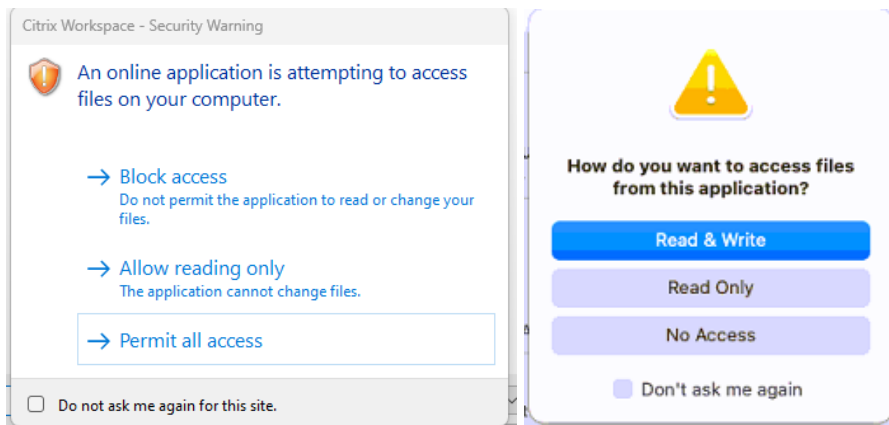 Citrix Workspace - Security Warning
An online application is attempting to access
files on your computer.
Block access
Do not permit the application to read or change your
files.
Allow reading only
The application cannot change files.
Permit all access
Do not ask me again for this site.
How do you want to access files
from this application?
Read & Write
Read Only
No Access
Don't ask me again